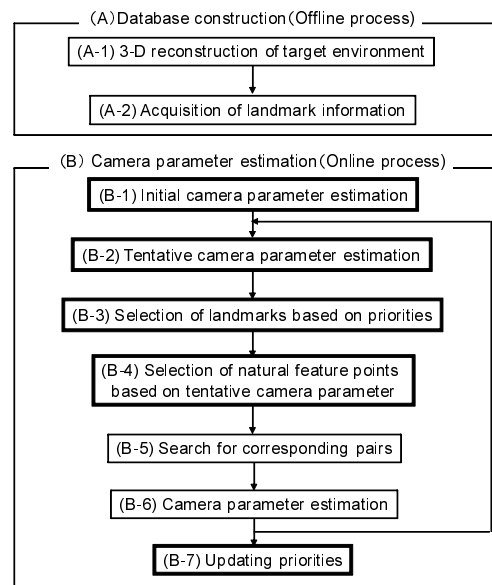 (A) Database construction(Offline process)
(A-1) 3-D reconstruction of target environment
(A-2) Acquisition of landmark information
(B) Camera parameter estimation(Online process)
(B-1) Initial camera parameter estimation
(B-2) Tentative camera parameter estimation
(B-3) Selection of landmarks based on priorities
(B-4) Selection of natural feature points
based on tentative camera parameter
(B-5) Search for corresponding pairs
(B-6) Camera parameter estimation
(B-7) Updating priorities